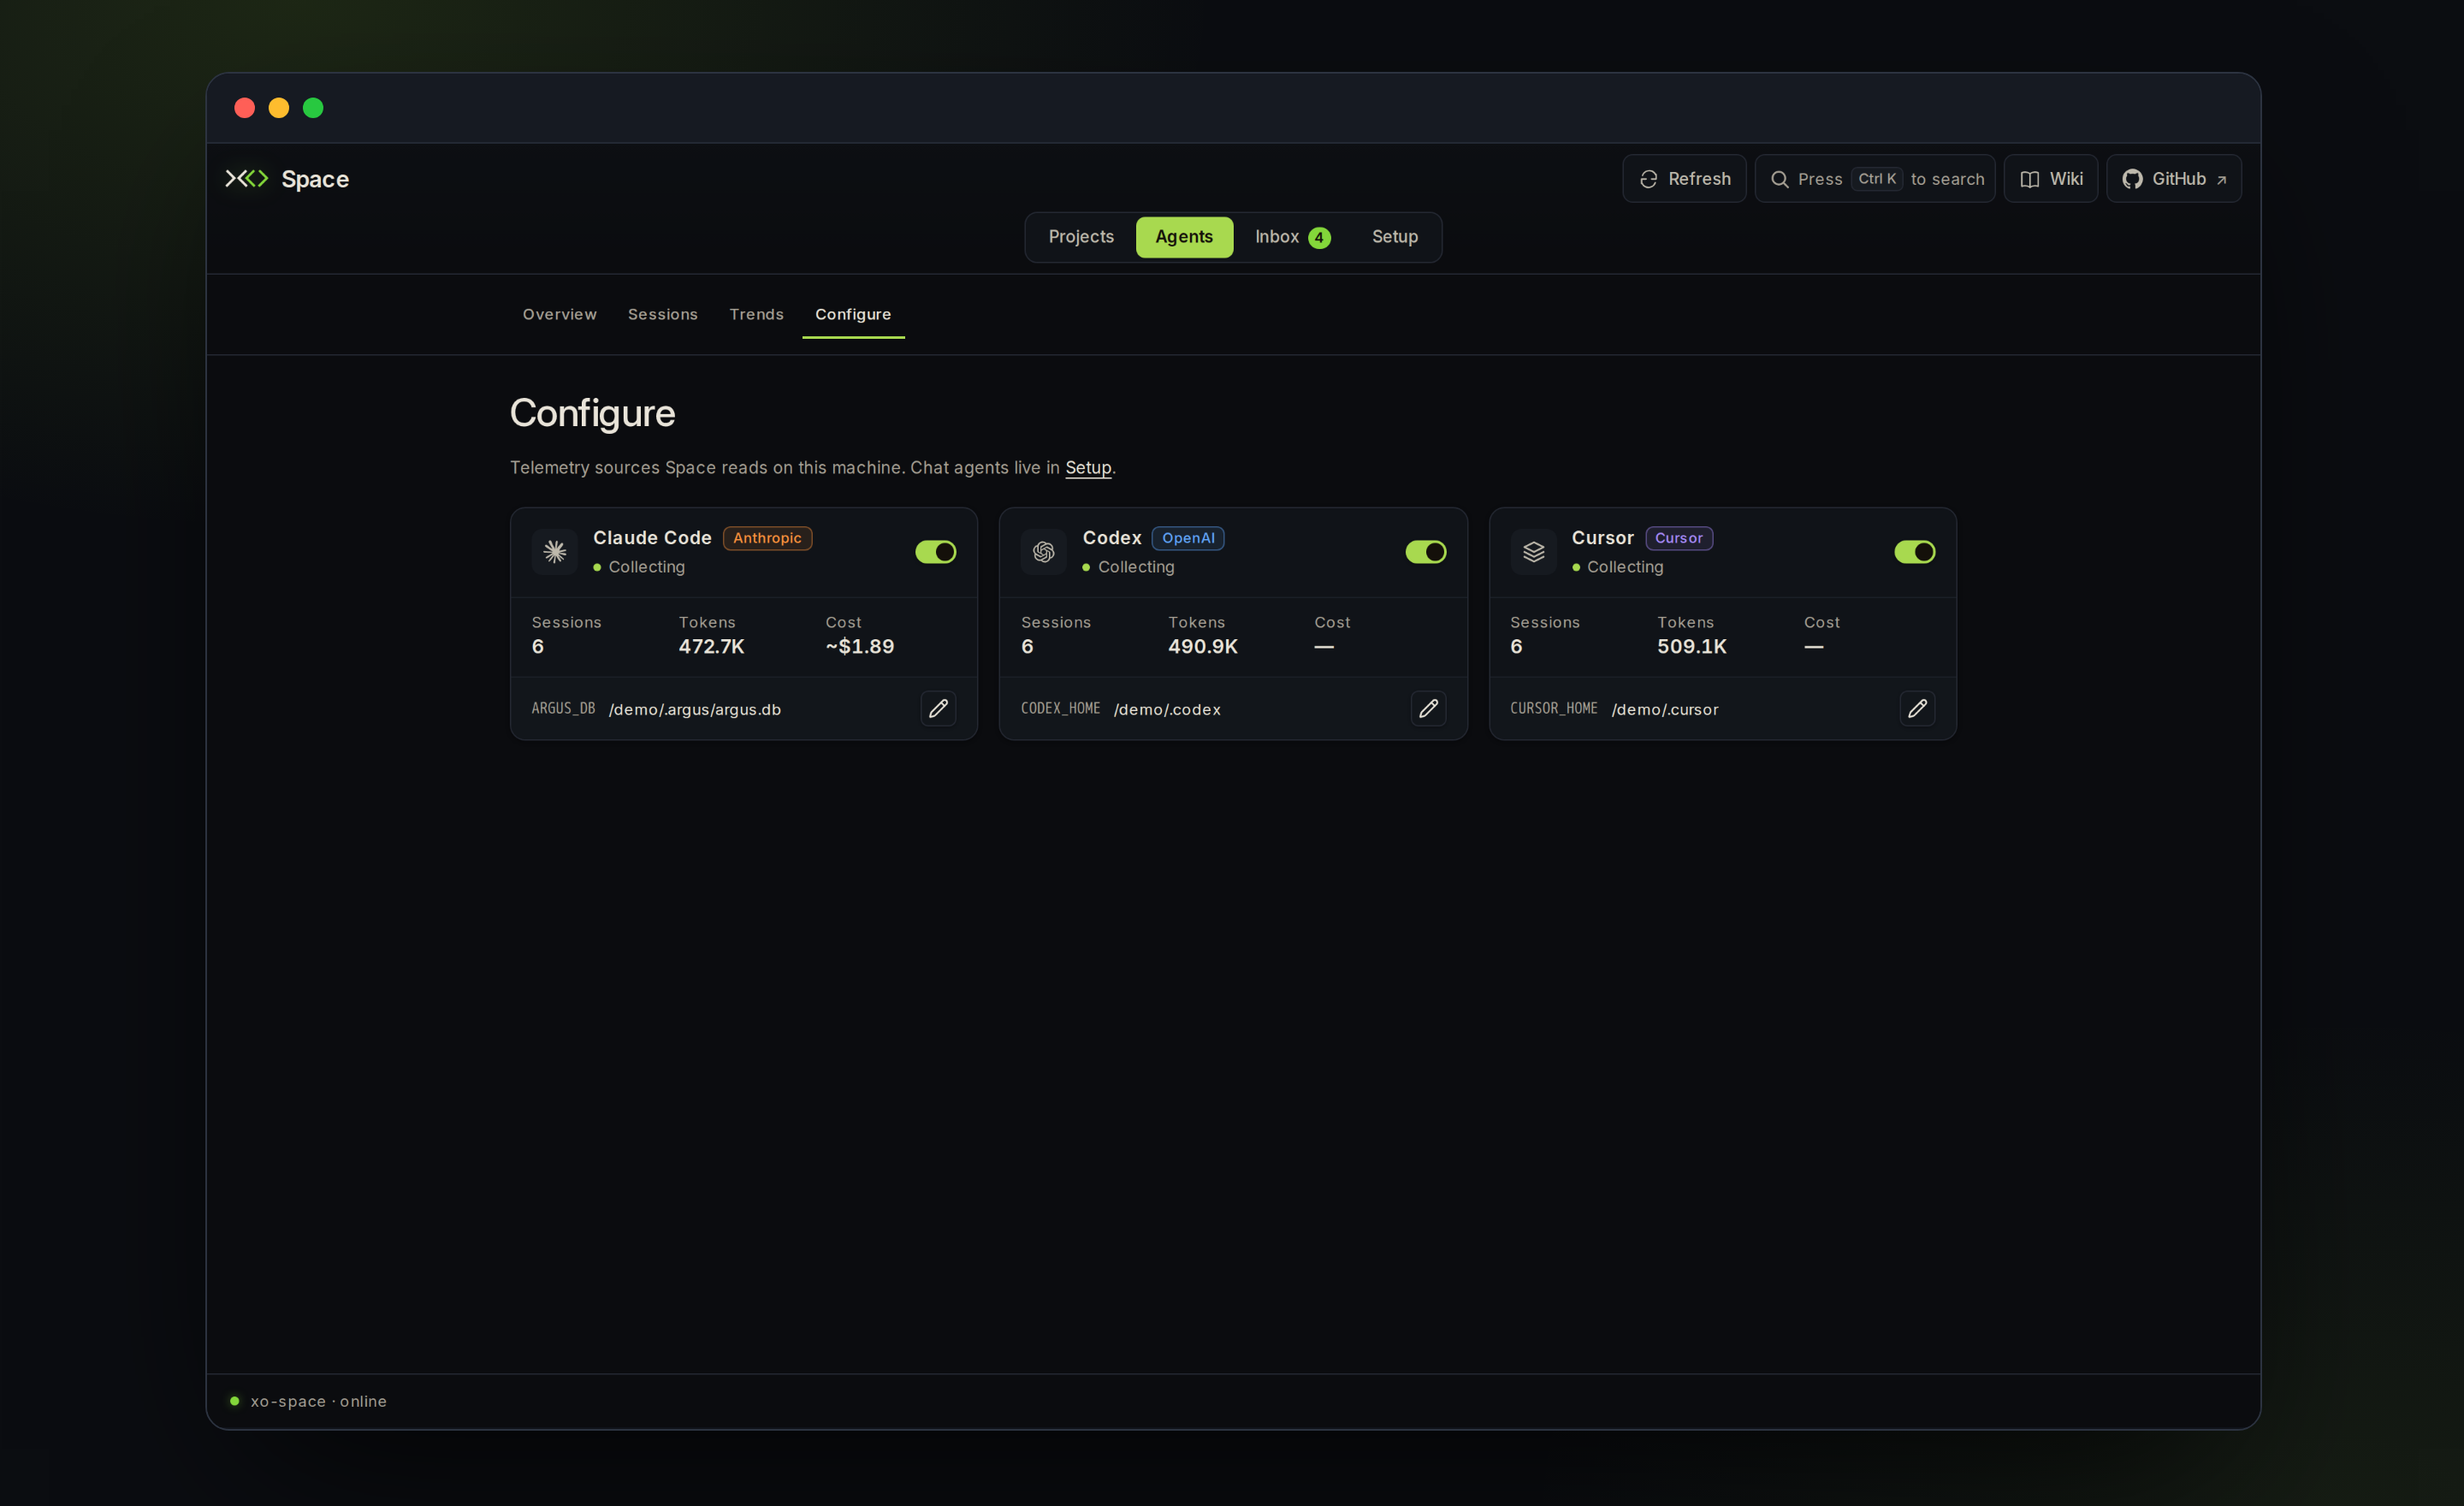 Space
Refresh
Press Ctrl K to search
Wiki
GitHub
Projects
Agents
Inbox 4
Setup
Overview
Sessions
Trends
Configure
Configure
Telemetry sources Space reads on this machine. Chat agents live in Setup.
Claude Code Anthropic
Collecting
Sessions Tokens Cost
6 472.7K ~$1.89
ARGUS_DB /demo/.argus/argus.db
Codex OpenAI
Collecting
Sessions Tokens Cost
6 490.9K —
CODEX_HOME /demo/.codex
Cursor Cursor
Collecting
Sessions Tokens Cost
6 509.1K —
CURSOR_HOME /demo/.cursor
xo-space · online